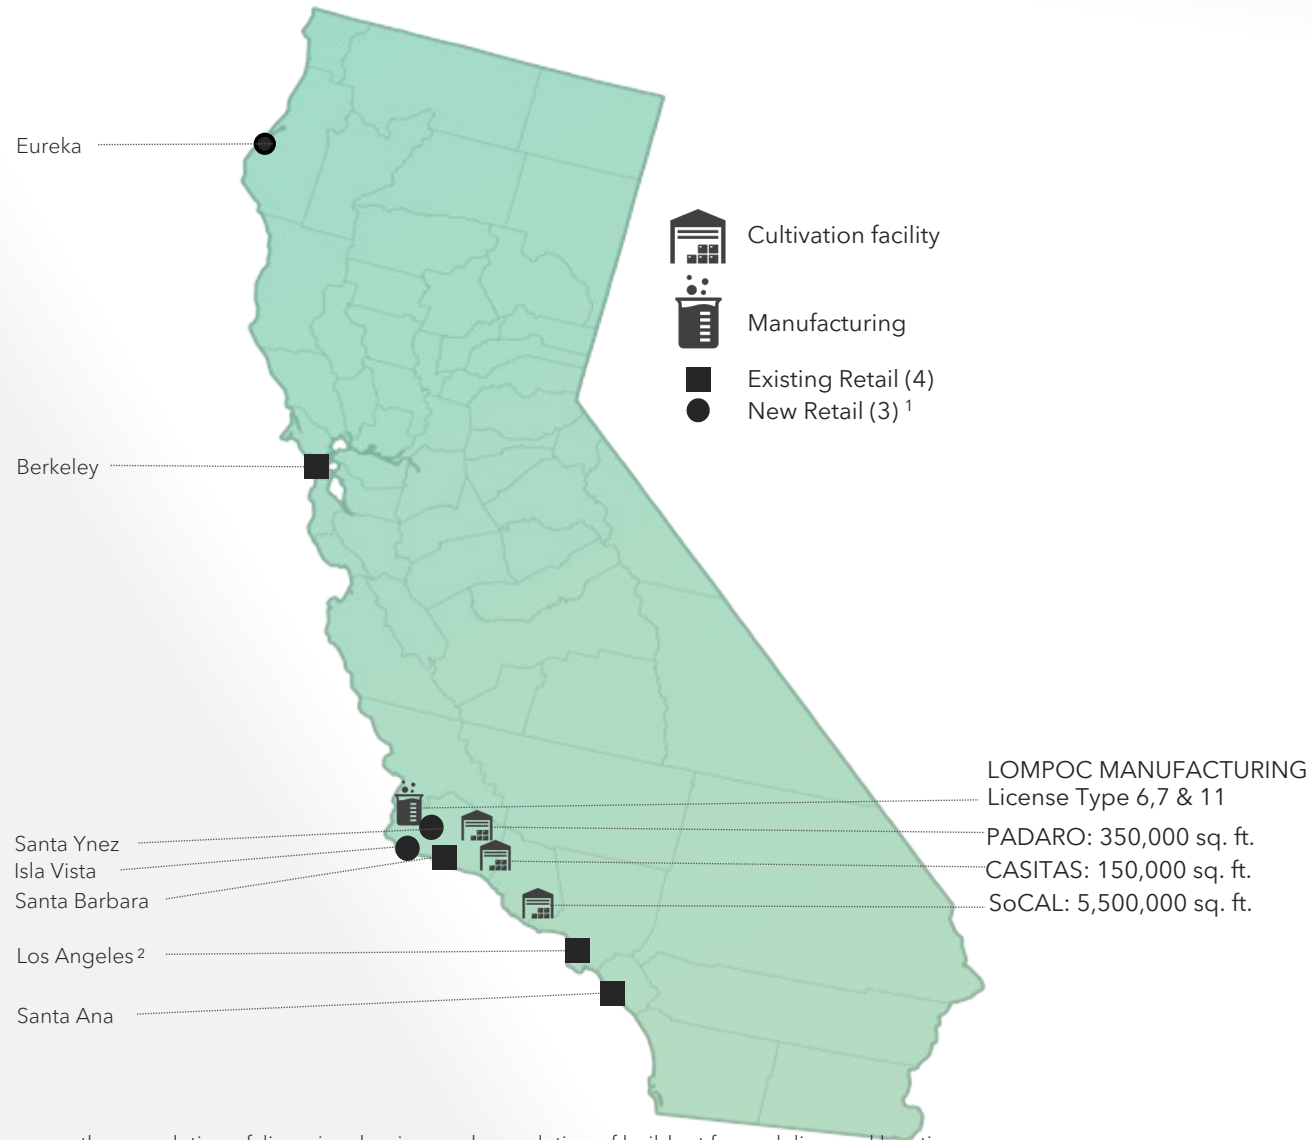 Eureka
Cultivation facility
Manufacturing
Existing Retail (4)
New Retail (3) 1
Berkeley
LOMPOC MANUFACTURING
License Type 6,7 & 11
PADARO: 350,000 sq. ft.
CASITAS: 150,000 sq. ft.
SoCAL: 5,500,000 sq. ft.
Santa Ynez
Isla Vista
Santa Barbara
Los Angeles 2
Santa Ana